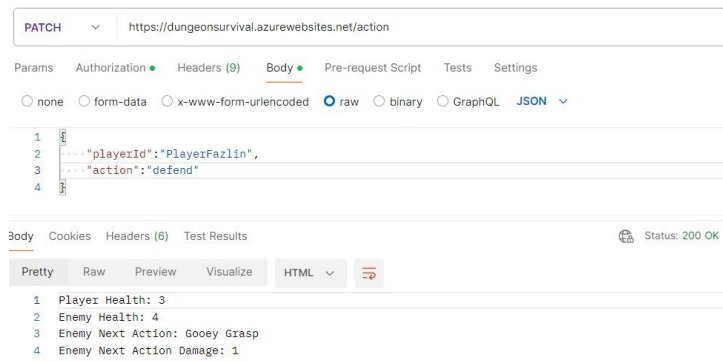 PATCH https://dungeonsurvival.azurewebsites.net/action
Params Authorization Headers (9) Body Pre-request Script Tests Settings
none form-data x-www-form-urlencoded raw binary GraphQL JSON
1 {
2 "playerId":"PlayerFazlin",
3 "action":"defend"
4 }
Body Cookies Headers (6) Test Results Status: 200 OK
Pretty Raw Preview Visualize HTML
1 Player Health: 3
2 Enemy Health: 4
3 Enemy Next Action: Gooey Grasp
4 Enemy Next Action Damage: 1